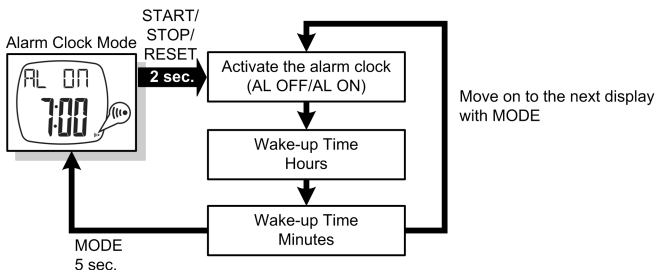 START/
STOP/
RESET
Alarm Clock Mode
2 sec.
AL ON
7:00
Activate the alarm clock
(AL OFF/AL ON)
Move on to the next display
with MODE
Wake-up Time
Hours
Wake-up Time
Minutes
MODE
5 sec.